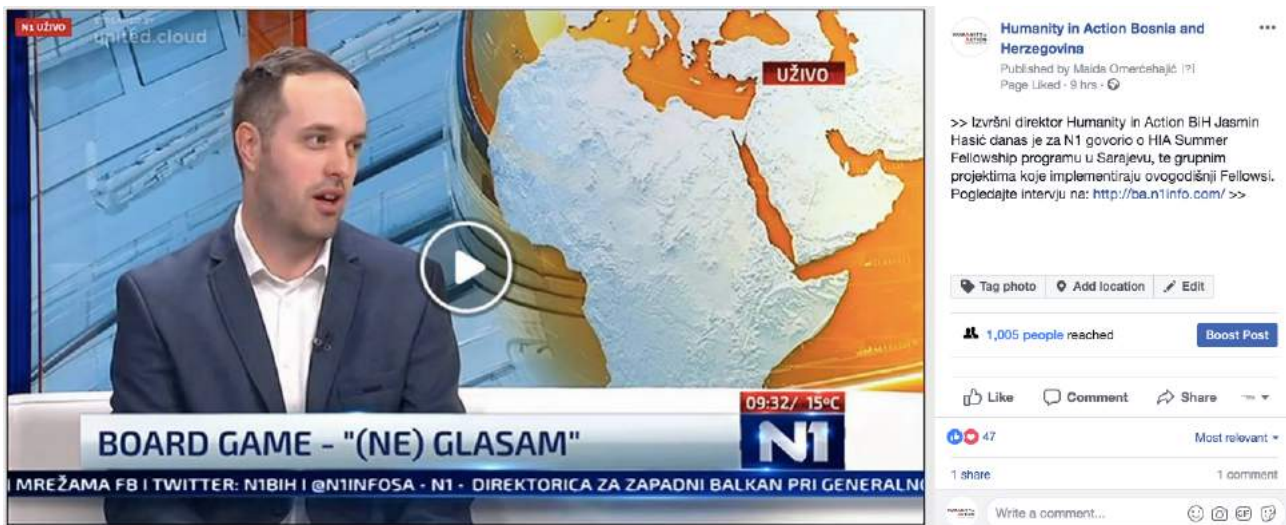 N1 UŽIVO
united.cloud
UŽIVO
09:32/ 15ºC
N1
BOARD GAME - "(NE) GLASAM"
I MREŽAMA FB I TWITTER: N1BIH I @N1INFOSA • N1 • DIREKTORICA ZA ZAPADNI BALKAN PRI GENERALNO
Humanity in Action Bosnia and
Herzegovina
Published by Maida Omerćehajić [?]
Page Liked · 9 hrs ·
>> Izvršni direktor Humanity in Action BiH Jasmin
Hasić danas je za N1 govorio o HIA Summer
Fellowship programu u Sarajevu, te grupnim
projektima koje implementiraju ovogodišnji Fellowsi.
Pogledajte intervju na: http://ba.n1info.com/ >>
Tag photo
Add location
Edit
1,005 people reached
Boost Post
Like
Comment
Share
47
Most relevant
1 share
1 comment
Write a comment...
GIF